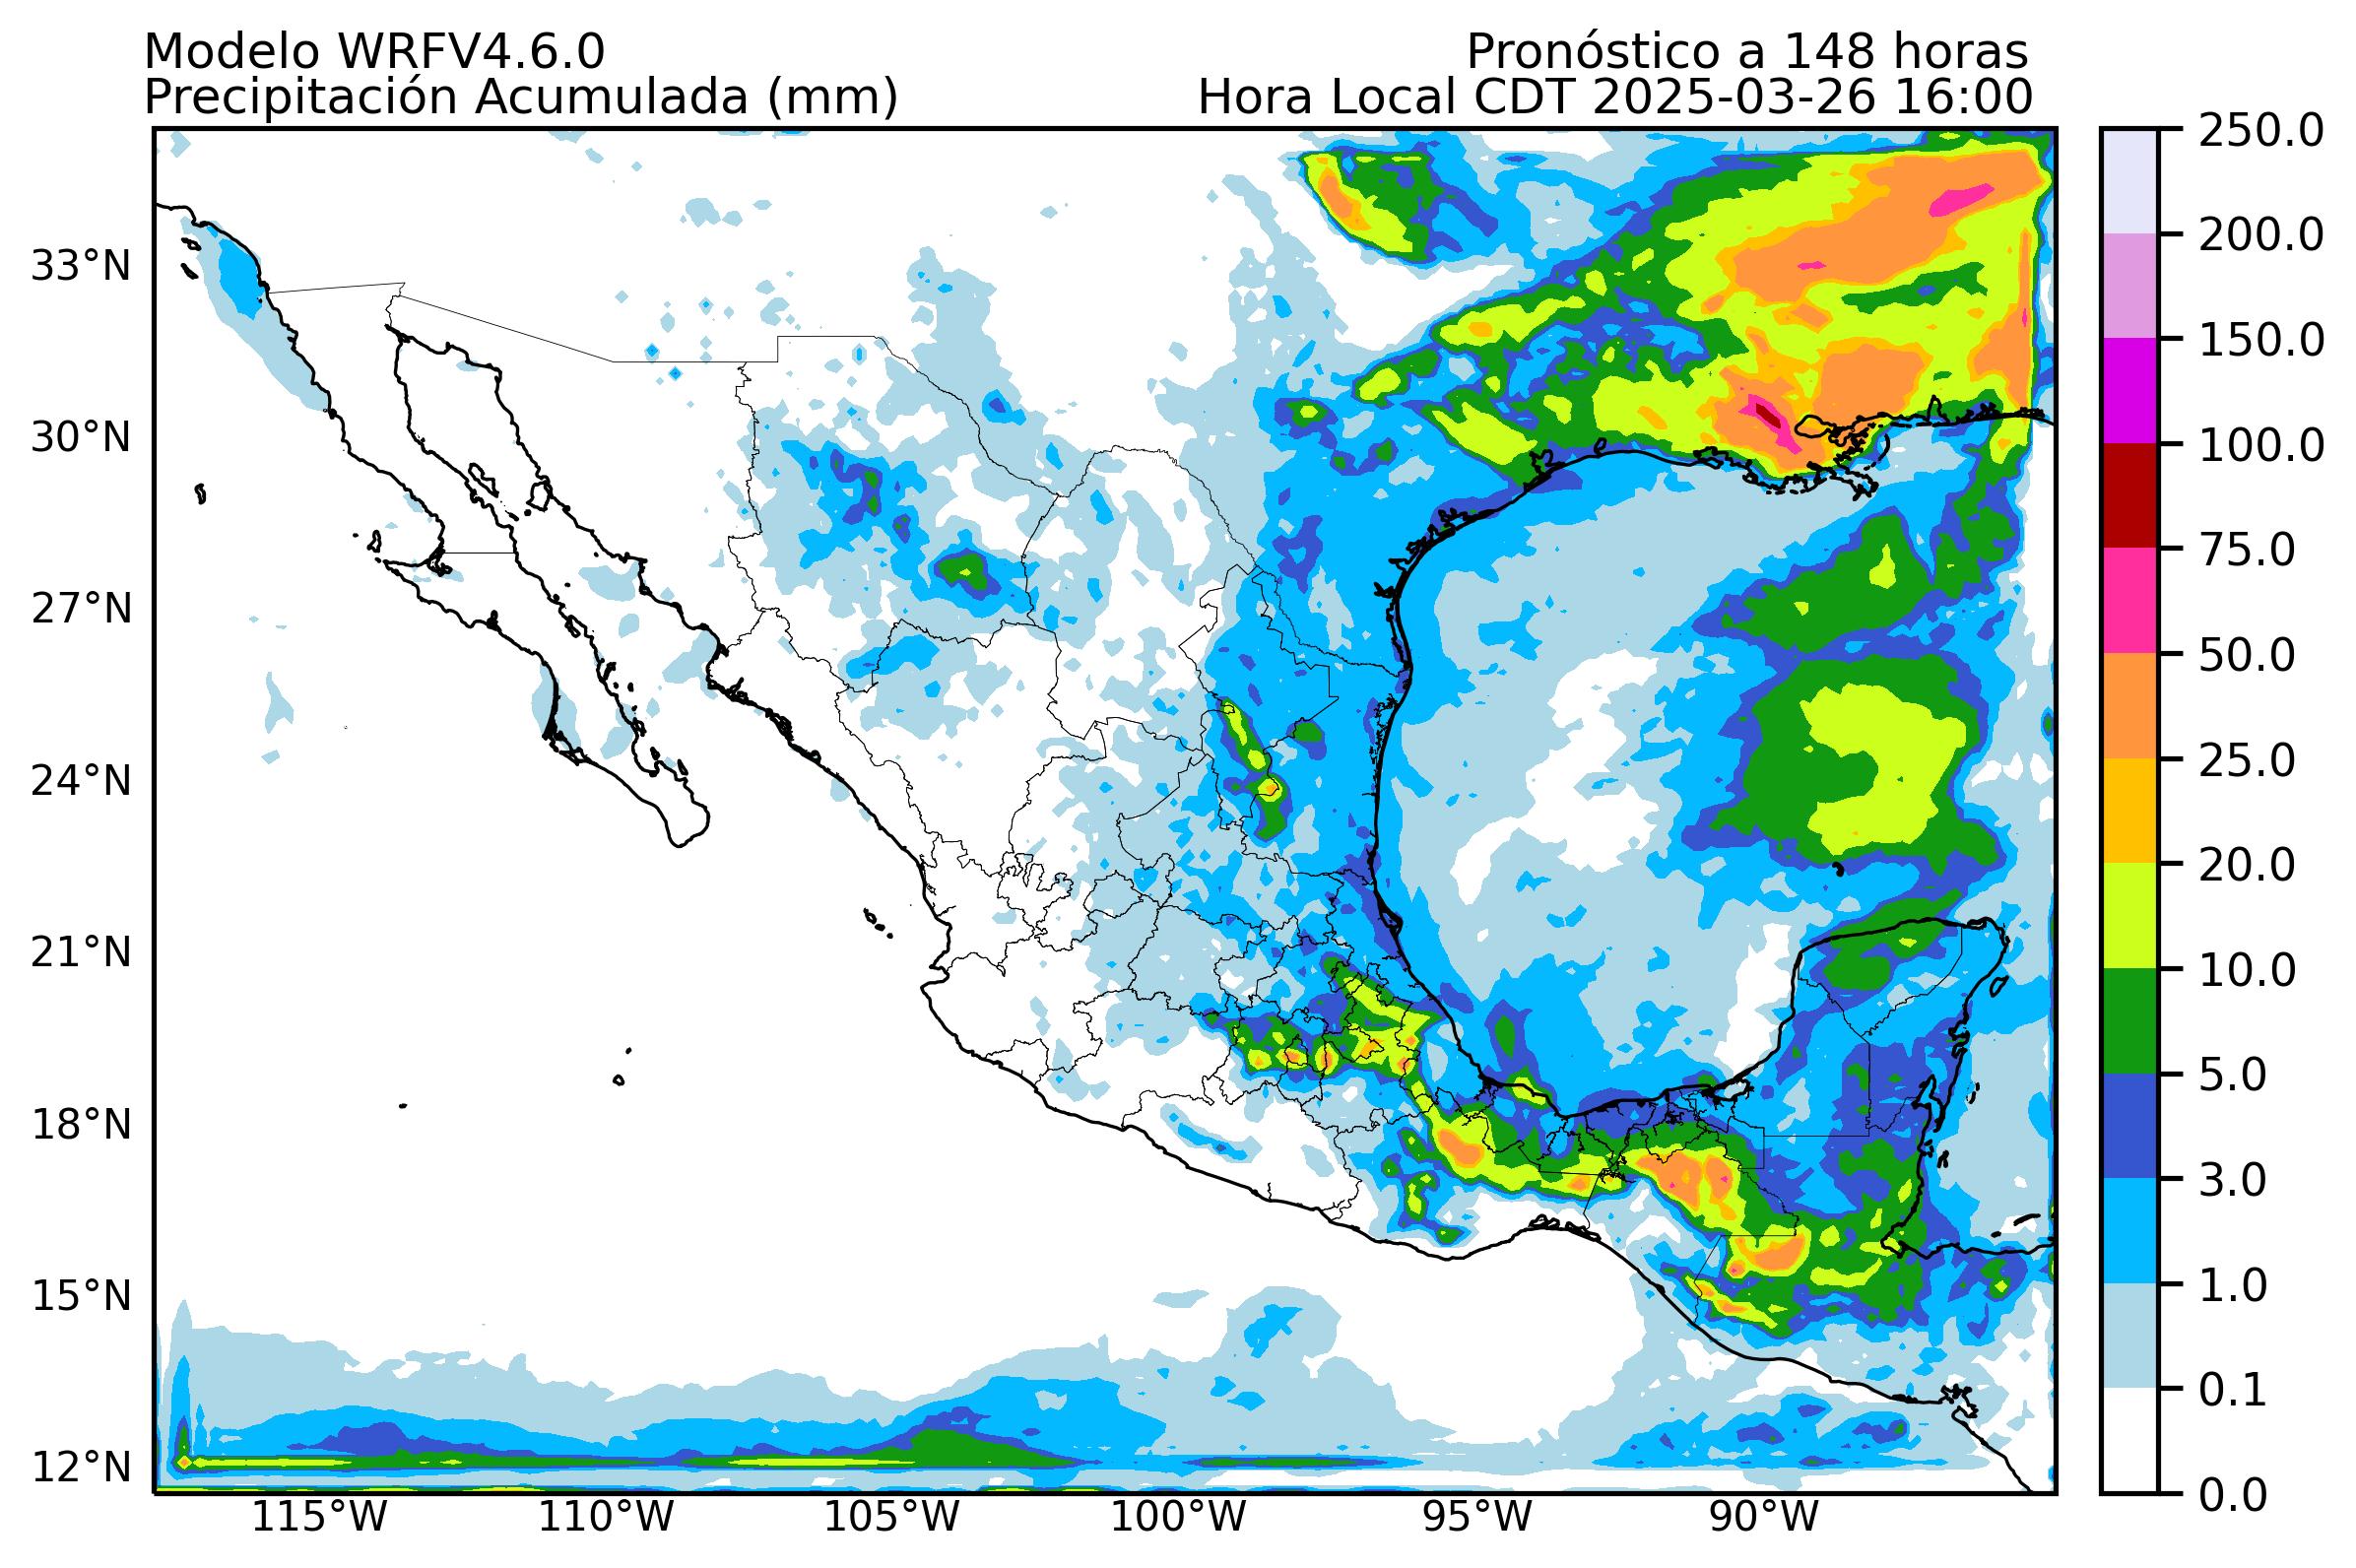 Modelo WRFV4.6.0
Pronóstico a 148 horas
Precipitación Acumulada (mm)
Hora Local CDT 2025-03-26 16:00
33°N
30°N
27°N
24°N
21°N
18°N
15°N
12°N
115°W
110°W
105°W
100°W
95°W
90°W
250.0
200.0
150.0
100.0
75.0
50.0
25.0
20.0
10.0
5.0
3.0
1.0
0.1
0.0